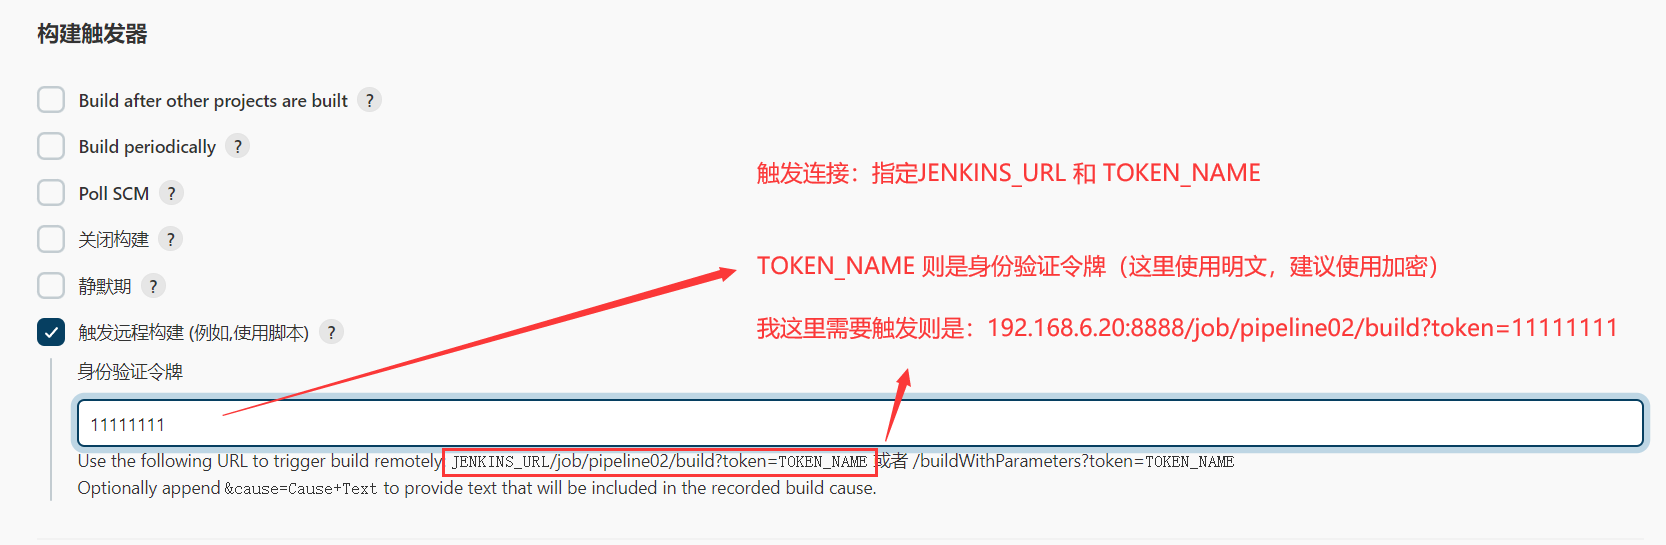 构建触发器
Build after other projects are built ?
Build periodically ?
Poll SCM ?
触发连接：指定JENKINS_URL 和 TOKEN_NAME
关闭构建 ?
TOKEN_NAME 则是身份验证令牌（这里使用明文，建议使用加密）
静默期 ?
触发远程构建 (例如,使用脚本) ?
我这里需要触发则是：192.168.6.20:8888/job/pipeline02/build?token=11111111
身份验证令牌
11111111
Use the following URL to trigger build remotely JENKINS_URL/job/pipeline02/build?token=TOKEN_NAME 或者 /buildWithParameters?token=TOKEN_NAME
Optionally append &cause=Cause+Text to provide text that will be included in the recorded build cause.